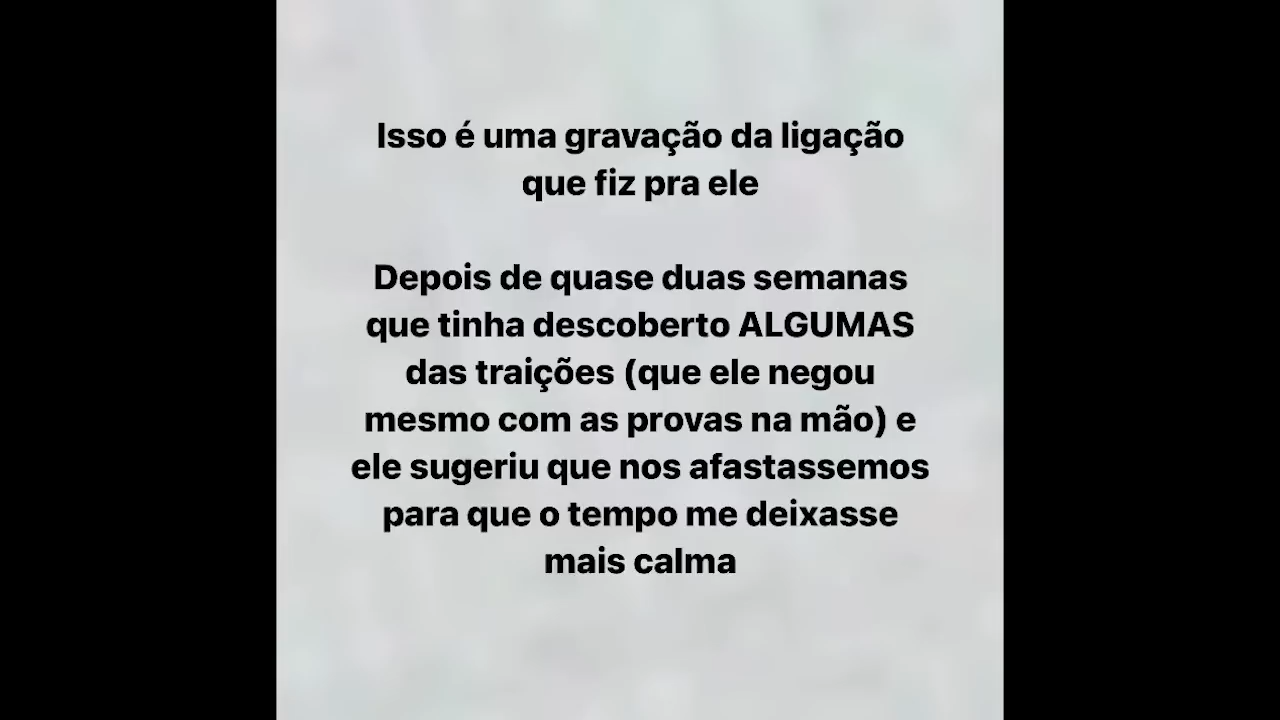 Isso é uma gravação da ligação
que fiz pra ele
Depois de quase duas semanas
que tinha descoberto ALGUMAS
das traições (que ele negou
mesmo com as provas na mão) e
ele sugeriu que nos afastassemos
para que o tempo me deixasse
mais calma